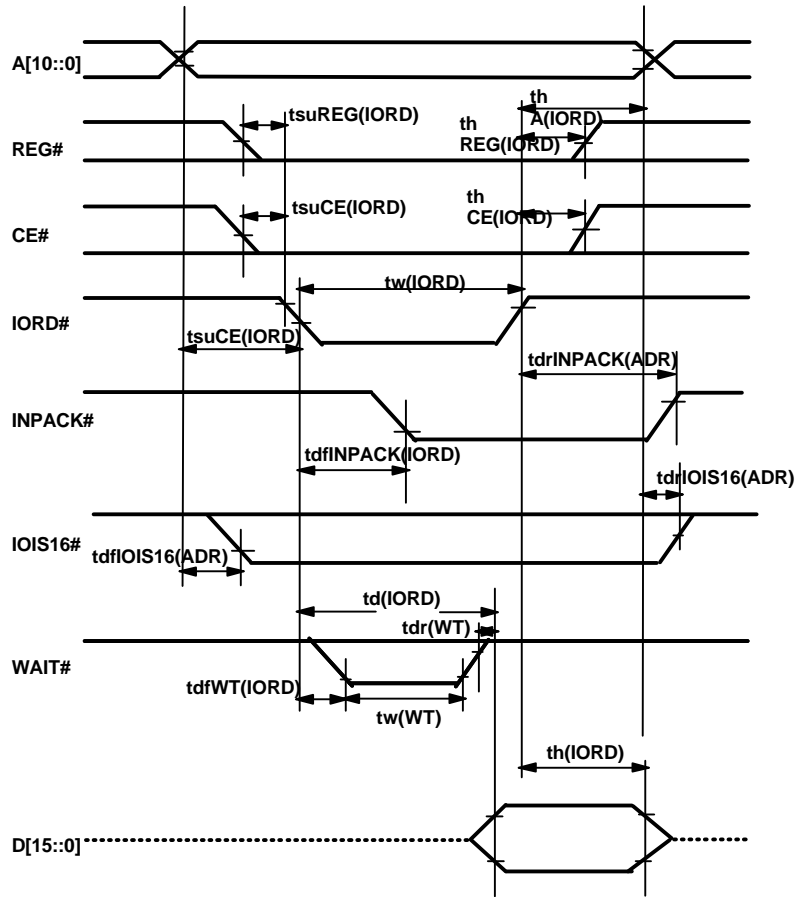 A[10::0]
th
A(IORD)
tsuREG(IORD)
th
REG(IORD)
REG#
th
CE(IORD)
tsuCE(IORD)
CE#
tw(IORD)
IORD#
tsuCE(IORD)
tdrINPACK(ADR)
INPACK#
tdfINPACK(IORD)
tdrIOIS16(ADR)
IOIS16#
tdfIOIS16(ADR)
td(IORD)
tdr(WT)
WAIT#
tdfWT(IORD)
tw(WT)
th(IORD)
D[15::0]